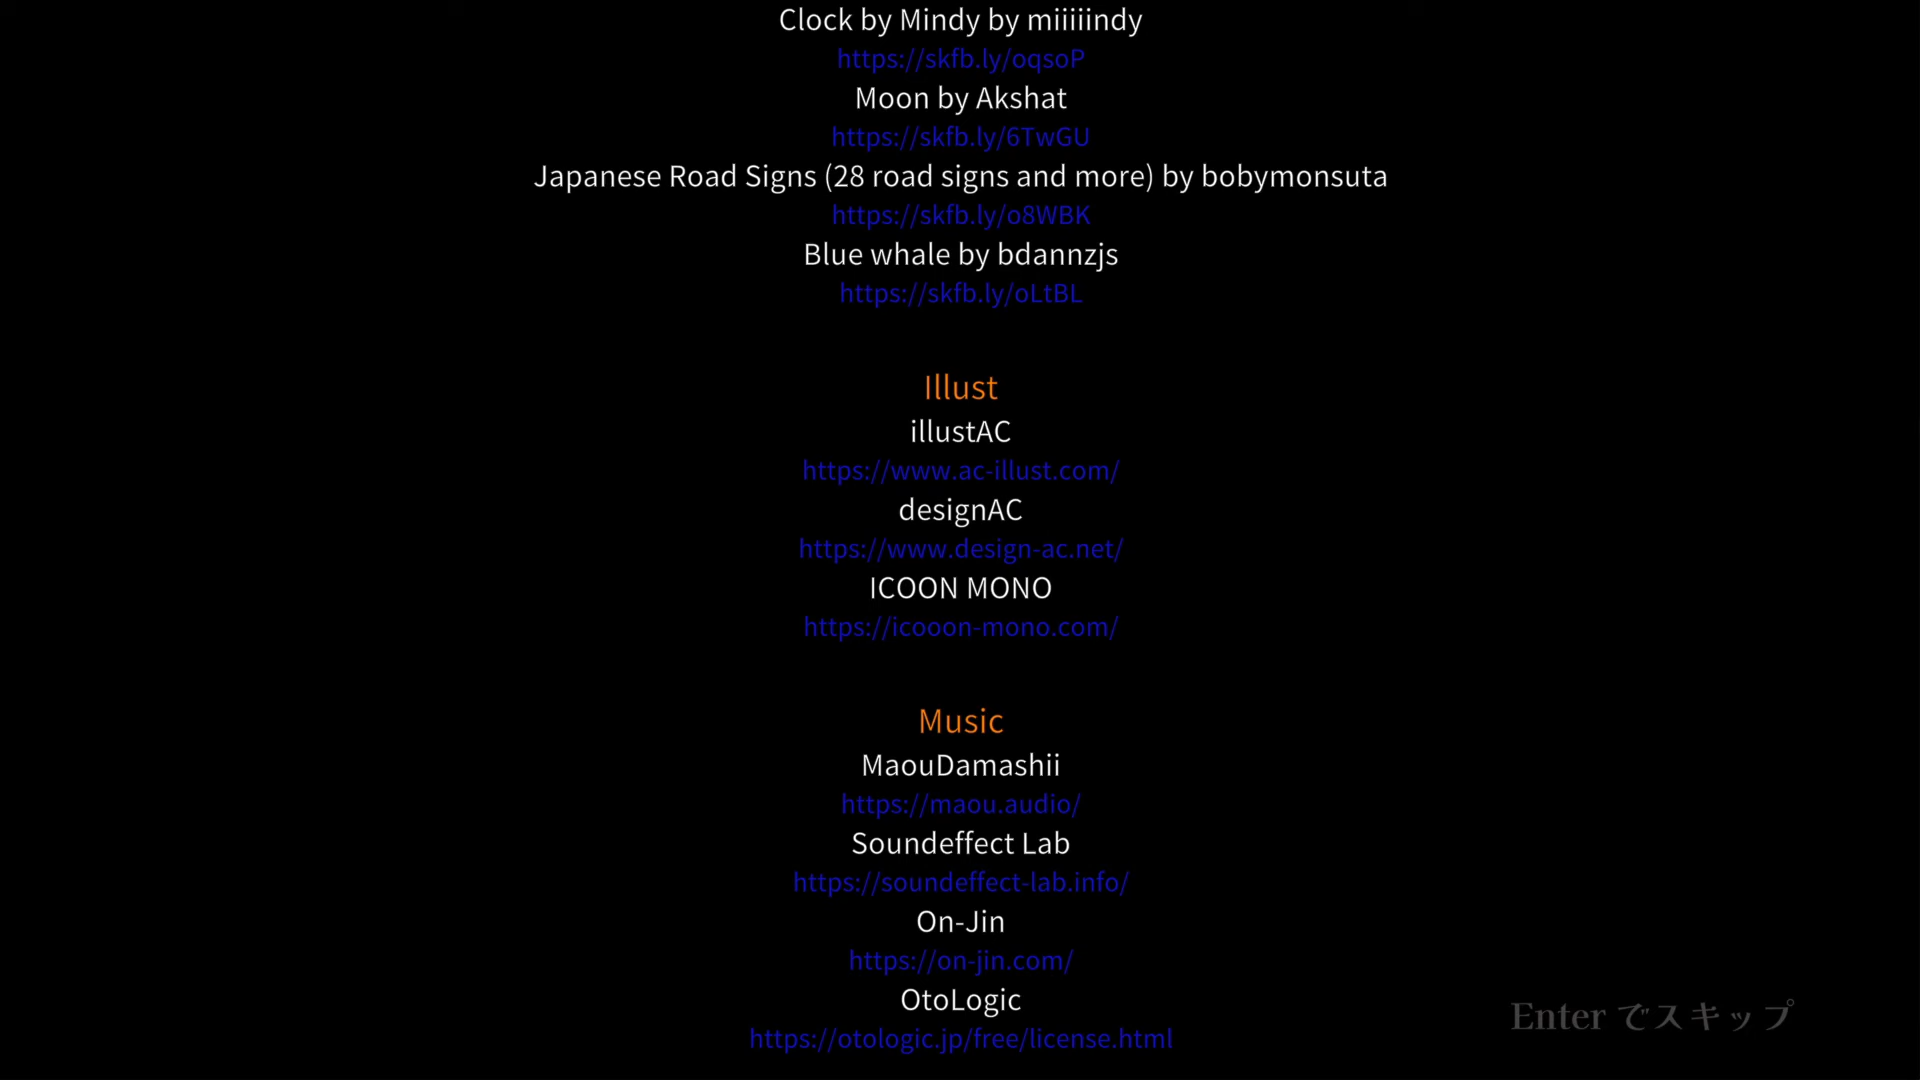 Clock by Mindy by miiiiindy
https://skfb.ly/oqsoP
Moon by Akshat
https://skfb.ly/6TwGU
Japanese Road Signs (28 road signs and more) by bobymonsuta
https://skfb.ly/o8WBK
Blue whale by bdannzjs
https://skfb.ly/oLtBL
Illust
illustAC
https://www.ac-illust.com/
designAC
https://www.design-ac.net/
ICOON MONO
https://icooon-mono.com/
Music
MaouDamashii
https://maou.audio/
Soundeffect Lab
https://soundeffect-lab.info/
On-Jin
https://on-jin.com/
OtoLogic
https://otologic.jp/free/license.html
Enter でスキップ